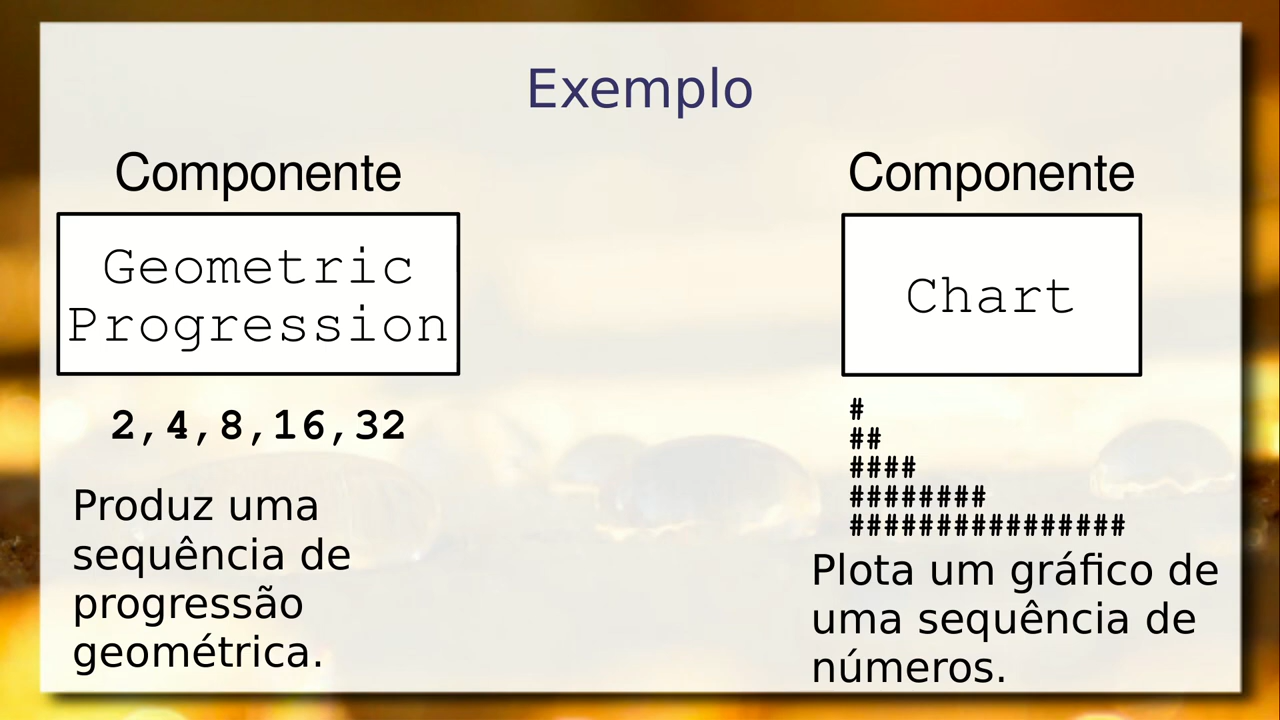 Exemplo
Componente
Geometric
Progression
2,4,8,16,32
Produz uma
sequência de
progressão
geométrica.
Componente
Chart
#
##
####
########
################
Plota um gráfico de
uma sequência de
números.